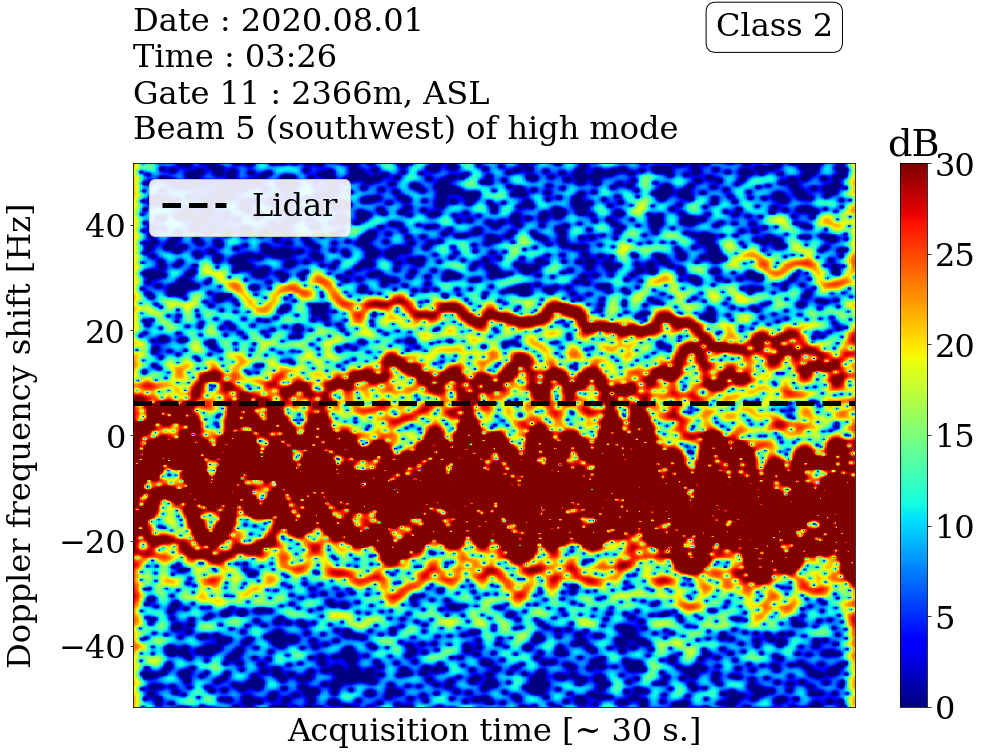 Date : 2020.08.01
Time : 03:26
Gate 11 : 2366m, ASL
Beam 5 (southwest) of high mode
Class 2
dB
Lidar
Doppler frequency shift [Hz]
40
20
0
−20
−40
30
25
20
15
10
5
0
Acquisition time [~ 30 s.]